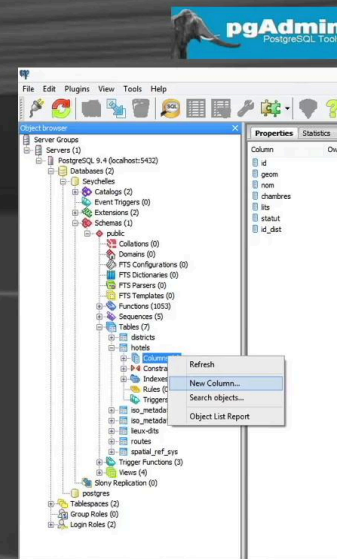 pgAdmin
PostgreSQL Tool
File Edit Plugins View Tools Help
SQL
Object browser
Server Groups
Servers (1)
PostgreSQL 9.4 (localhost:5432)
Databases (2)
Seychelles
Catalogs (2)
Event Triggers (0)
Extensions (2)
Schemas (1)
public
Collations (0)
Domains (0)
FTS Configurations (0)
FTS Dictionaries (0)
FTS Parsers (0)
FTS Templates (0)
Functions (1053)
Sequences (5)
Tables (7)
districts
hotels
Column
Constra
Indexes
Rules (0
Triggers
iso_metada
iso_metada
lieux-dits
routes
spatial_ref_sys
Trigger Functions (3)
Views (4)
Slony Replication (0)
postgres
Tablespaces (2)
Group Roles (0)
Login Roles (2)
Refresh
New Column...
Search objects...
Object List Report
Properties Statistics
Column Ow
id
geom
nom
chambres
lits
statut
id_dist